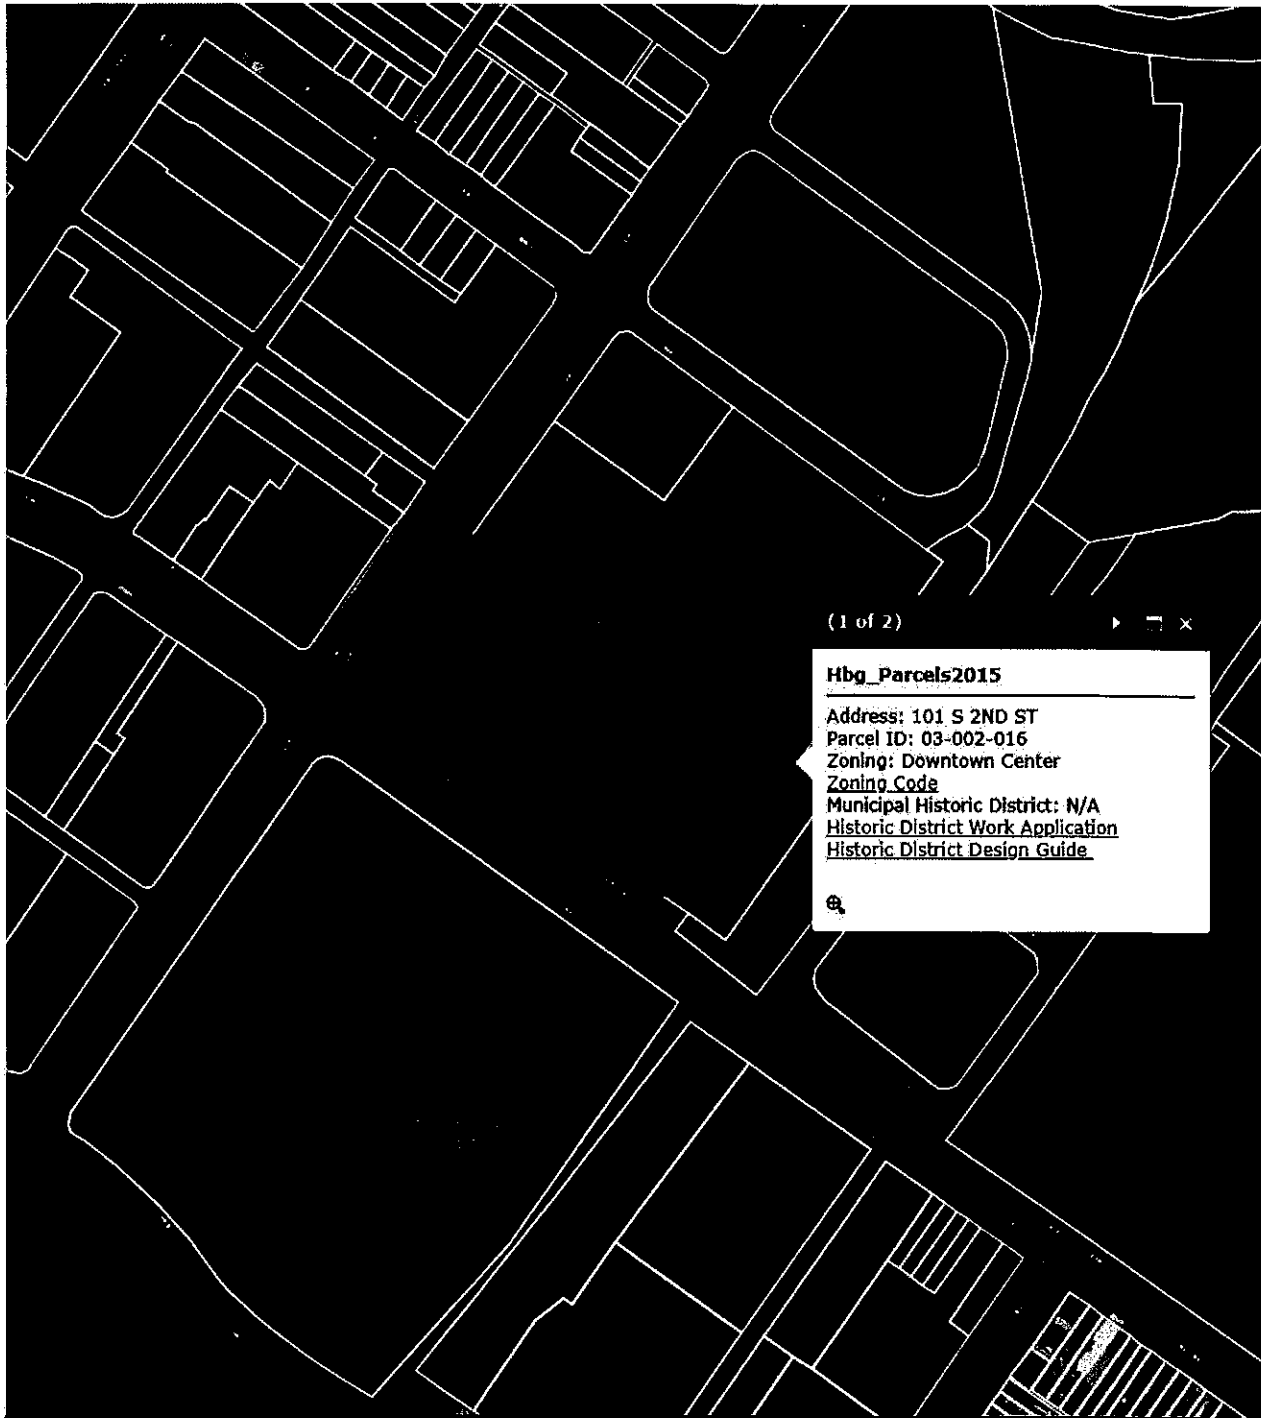 (1 of 2)
Hbg_Parcels2015
Address: 101 S 2ND ST
Parcel ID: 03-002-016
Zoning: Downtown Center
Zoning Code
Municipal Historic District: N/A
Historic District Work Application
Historic District Design Guide